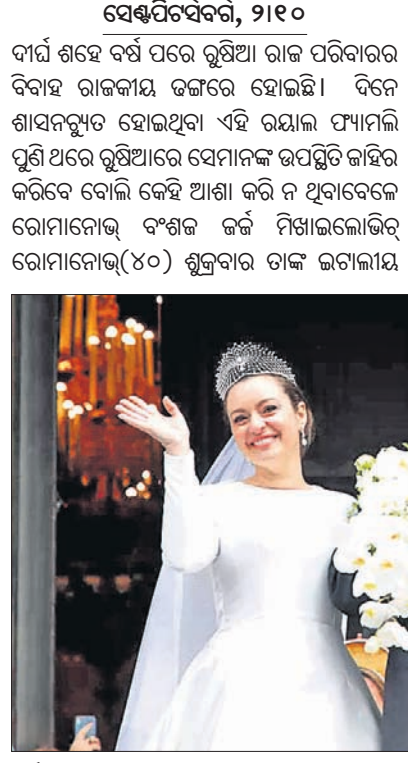 ସେଣ୍ଟପିଟର୍ସବର୍ଗ, ୨।୧୦
ଦୀର୍ଘ ଶହେ ବର୍ଷ ପରେ ରୁଷିଆ ରାଜ ପରିବାରର
ବିବାହ ରାଜକୀୟ ଢଙ୍ଗରେ ହୋଇଛି। ଦିନେ
ଶାସନଚ୍ୟୁତ ହୋଇଥିବା ଏହି ରୟାଲ ଫ୍ୟାମଲି
ପୁଣି ଥରେ ରୁଷିଆରେ ସେମାନଙ୍କ ଉପସ୍ଥିତି ଜାହିର
କରିବେ ବୋଲି କେହି ଆଶା କରି ନ ଥିବାବେଳେ
ରୋମାନୋଭ୍ ବଂଶଜ ଜର୍ଜ ମିଖାଇଲୋଭିଚ୍
ରୋମାନୋଭ୍(୪୦) ଶୁକ୍ରବାର ତାଙ୍କ ଇଟାଲୀୟ